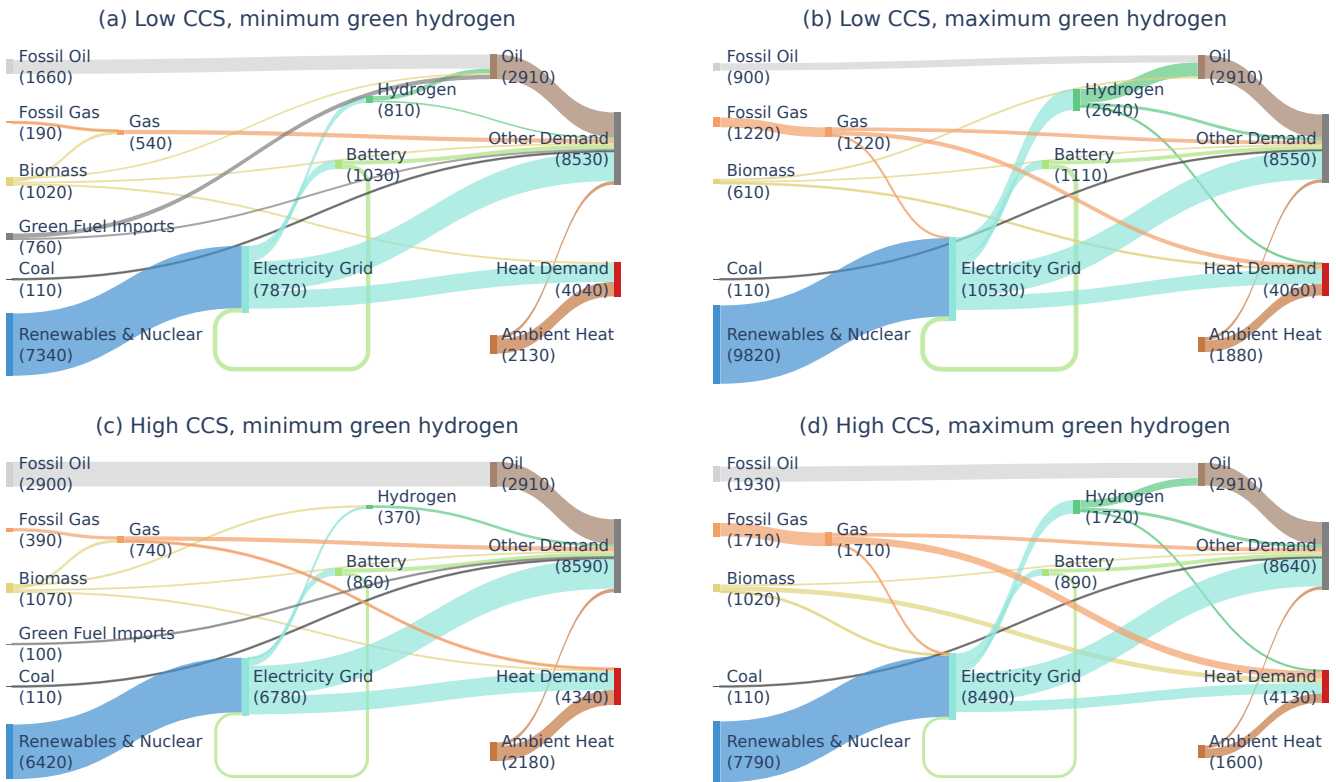 (a) Low CCS, minimum green hydrogen
Fossil Oil
(1660)
Oil
(2910)
Hydrogen
(810)
Fossil Gas
(190)
Gas
(540)
Other Demand
(8530)
Battery
(1030)
Biomass
(1020)
Green Fuel Imports
(760)
Coal
(110)
Electricity Grid
(7870)
Heat Demand
(4040)
Renewables & Nuclear
(7340)
Ambient Heat
(2130)
(b) Low CCS, maximum green hydrogen
Fossil Oil
(900)
Oil
(2910)
Hydrogen
(2640)
Fossil Gas
(1220)
Gas
(1220)
Other Demand
(8550)
Battery
(1110)
Biomass
(610)
Coal
(110)
Electricity Grid
(10530)
Heat Demand
(4060)
Renewables & Nuclear
(9820)
Ambient Heat
(1880)
(c) High CCS, minimum green hydrogen
Fossil Oil
(2900)
Oil
(2910)
Hydrogen
(370)
Fossil Gas
(390)
Gas
(740)
Other Demand
(8590)
Battery
(860)
Biomass
(1070)
Green Fuel Imports
(100)
Coal
(110)
Electricity Grid
(6780)
Heat Demand
(4340)
Renewables & Nuclear
(6420)
Ambient Heat
(2180)
(d) High CCS, maximum green hydrogen
Fossil Oil
(1930)
Oil
(2910)
Hydrogen
(1720)
Fossil Gas
(1710)
Gas
(1710)
Other Demand
(8640)
Battery
(890)
Biomass
(1020)
Coal
(110)
Electricity Grid
(8490)
Heat Demand
(4130)
Renewables & Nuclear
(7790)
Ambient Heat
(1600)